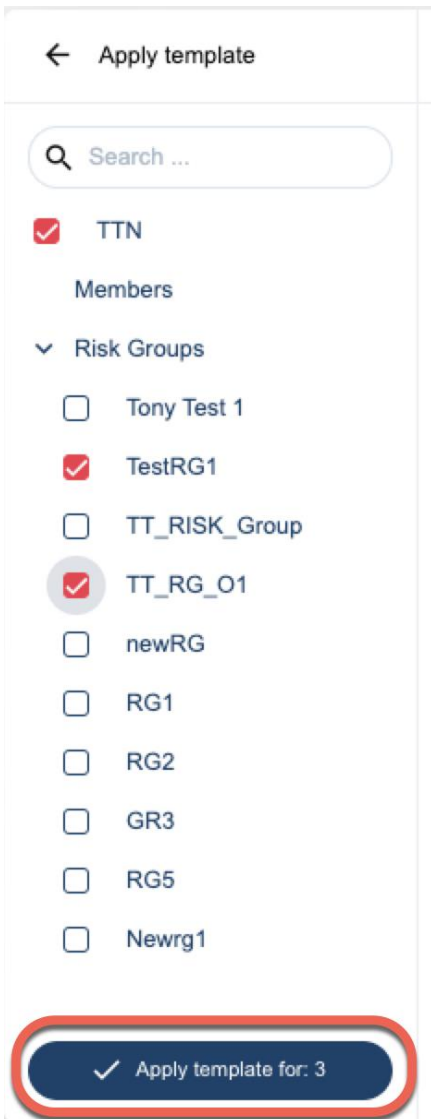 Apply template
Search ...
TTN
Members
Risk Groups
Tony Test 1
TestRG1
TT_RISK_Group
TT_RG_O1
newRG
RG1
RG2
GR3
RG5
Newrg1
Apply template for: 3